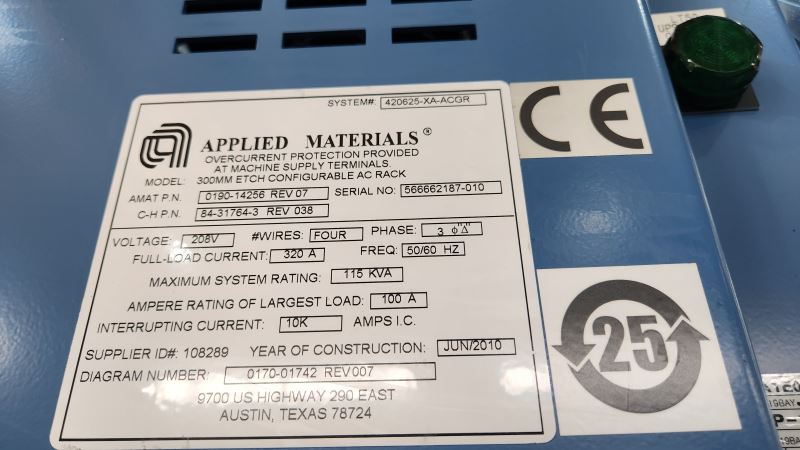 LT50
SYSTEM#: 420625-XA-ACGR
APPLIED MATERIALS®
OVERCURRENT PROTECTION PROVIDED
AT MACHINE SUPPLY TERMINALS.
MODEL: 300MM ETCH CONFIGURABLE AC RACK
AMAT P.N. 0190-14256 REV 07 SERIAL NO: 566662187-010
C-H P.N. 84-31764-3 REV 038
VOLTAGE: 208V #WIRES: FOUR PHASE: 3 ϕ"Δ"
FULL-LOAD CURRENT: 320 A FREQ: 50/60 HZ
MAXIMUM SYSTEM RATING: 115 KVA
AMPERE RATING OF LARGEST LOAD: 100 A
INTERRUPTING CURRENT: 10K AMPS I.C.
SUPPLIER ID#: 108289 YEAR OF CONSTRUCTION: JUN/2010
DIAGRAM NUMBER: 0170-01742 REV007
9700 US HIGHWAY 290 EAST
AUSTIN, TEXAS 78724
CE
25